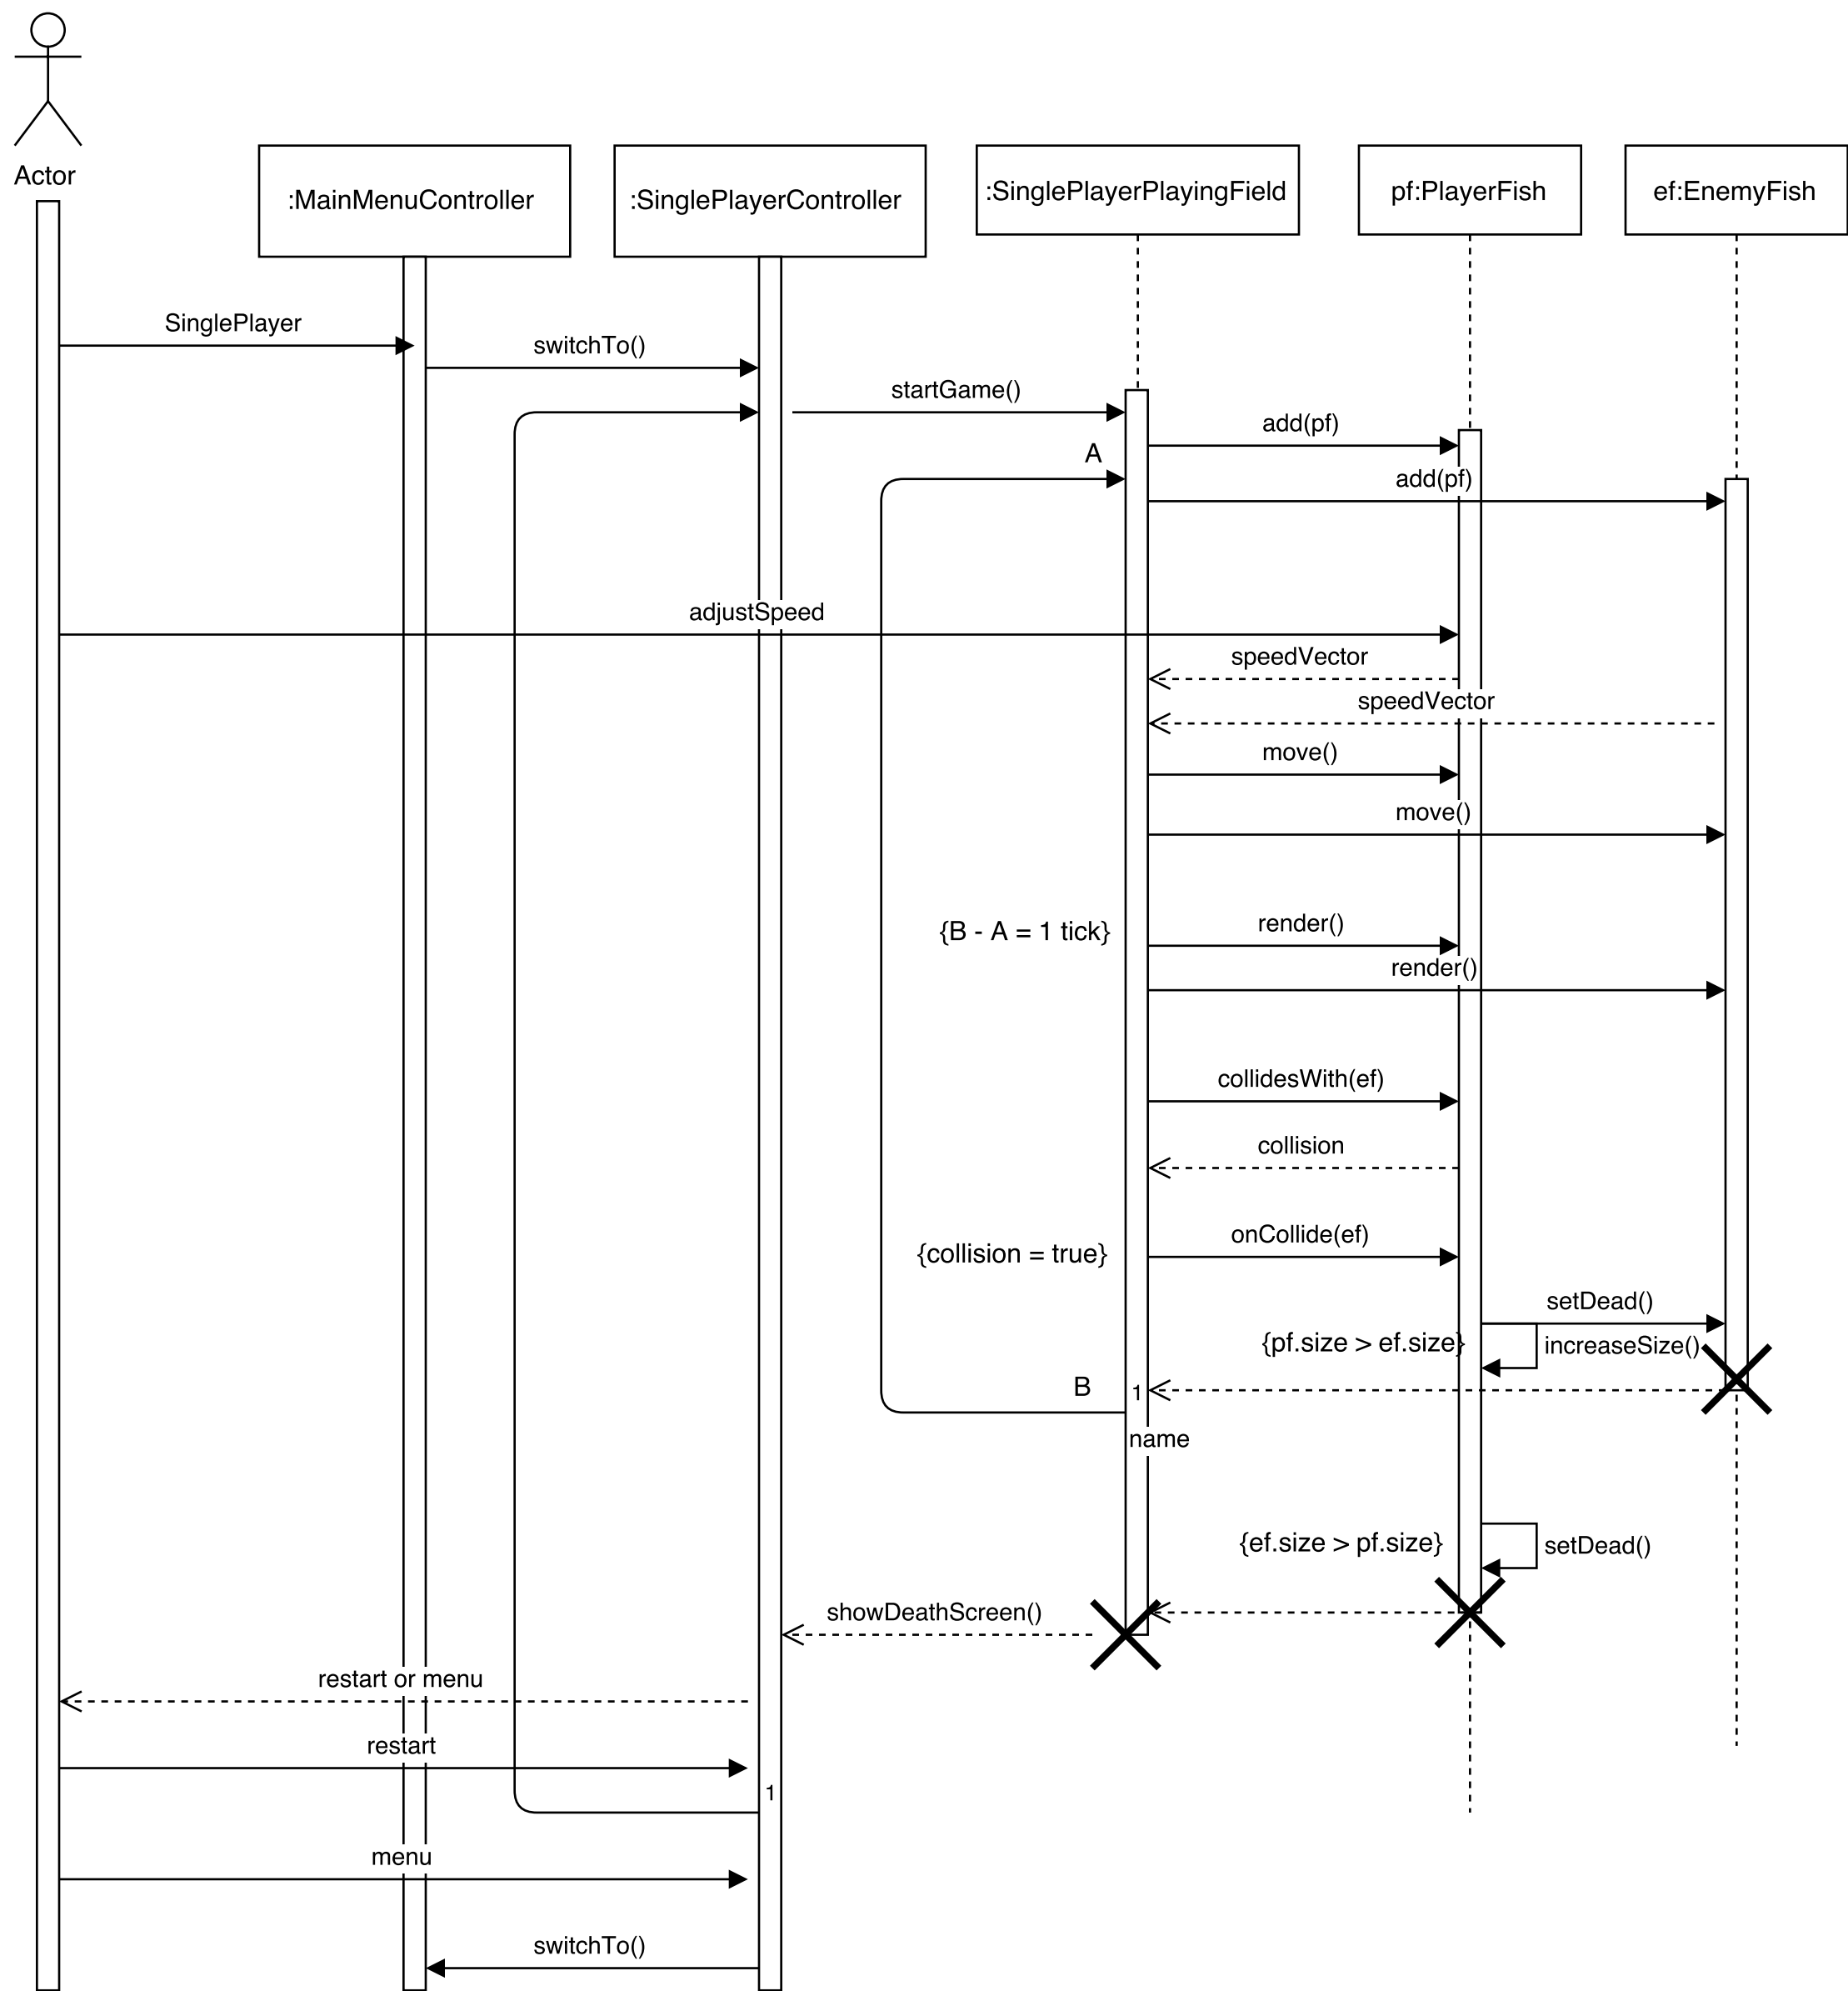 Actor
:MainMenuController
:SinglePlayerController
:SinglePlayerPlayingField
pf:PlayerFish
ef:EnemyFish
SinglePlayer
switchTo()
startGame()
add(pf)
A
add(pf)
adjustSpeed
speedVector
speedVector
move()
move()
{B - A = 1 tick}
render()
render()
collidesWith(ef)
collision
{collision = true}
onCollide(ef)
setDead()
{pf.size > ef.size}
increaseSize()
B
1
name
{ef.size > pf.size}
setDead()
showDeathScreen()
restart or menu
restart
1
menu
switchTo()